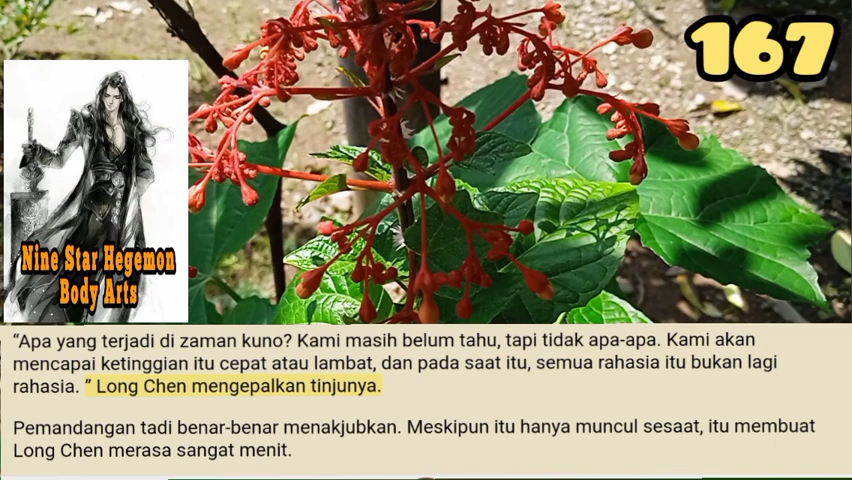 167
Nine Star Hegemon
Body Arts
“Apa yang terjadi di zaman kuno? Kami masih belum tahu, tapi tidak apa-apa. Kami akan
mencapai ketinggian itu cepat atau lambat, dan pada saat itu, semua rahasia itu bukan lagi
rahasia. ” Long Chen mengepalkan tinjunya.
Pemandangan tadi benar-benar menakjubkan. Meskipun itu hanya muncul sesaat, itu membuat
Long Chen merasa sangat menit.